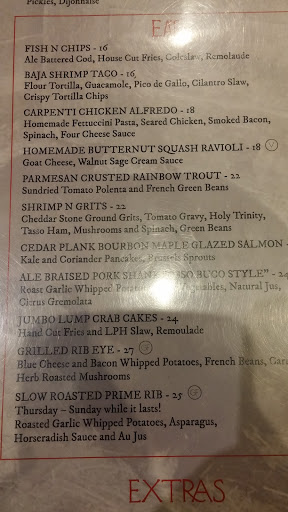 Pickles, Dijonnaise
FISH N CHIPS - 16
Ale Battered Cod, House Cut Fries, Coleslaw, Remolaude
BAJA SHRIMP TACO - 16
Flour Tortilla, Guacamole, Pico de Gallo, Cilantro Slaw,
Crispy Tortilla Chips
CARPENTI CHICKEN ALFREDO - 18
Homemade Fettuccini Pasta, Seared Chicken, Smoked Bacon,
Spinach, Four Cheese Sauce
HOMEMADE BUTTERNUT SQUASH RAVIOLI - 18 V
Goat Cheese, Walnut Sage Cream Sauce
PARMESAN CRUSTED RAINBOW TROUT - 22
Sundried Tomato Polenta and French Green Beans
SHRIMP N GRITS - 22
Cheddar Stone Ground Grits, Tomato Gravy, Holy Trinity,
Tasso Ham, Mushrooms and Spinach, Green Beans
CEDAR PLANK BOURBON MAPLE GLAZED SALMON -
Kale and Coriander Pancakes, Brussels Sprouts
ALE BRAISED PORK SHANK "OSSO BUCO STYLE" - 24
Roast Garlic Whipped Potatoes, Vegetables, Natural Jus,
Citrus Gremolata
JUMBO LUMP CRAB CAKES - 24
Hand Cut Fries and LPH Slaw, Remoulade
GRILLED RIB EYE - 27
Blue Cheese and Bacon Whipped Potatoes, French Beans,
Herb Roasted Mushrooms
SLOW ROASTED PRIME RIB - 25 GF
Thursday ~ Sunday while it lasts!
Roasted Garlic Whipped Potatoes, Asparagus,
Horseradish Sauce and Au Jus
EXTRAS